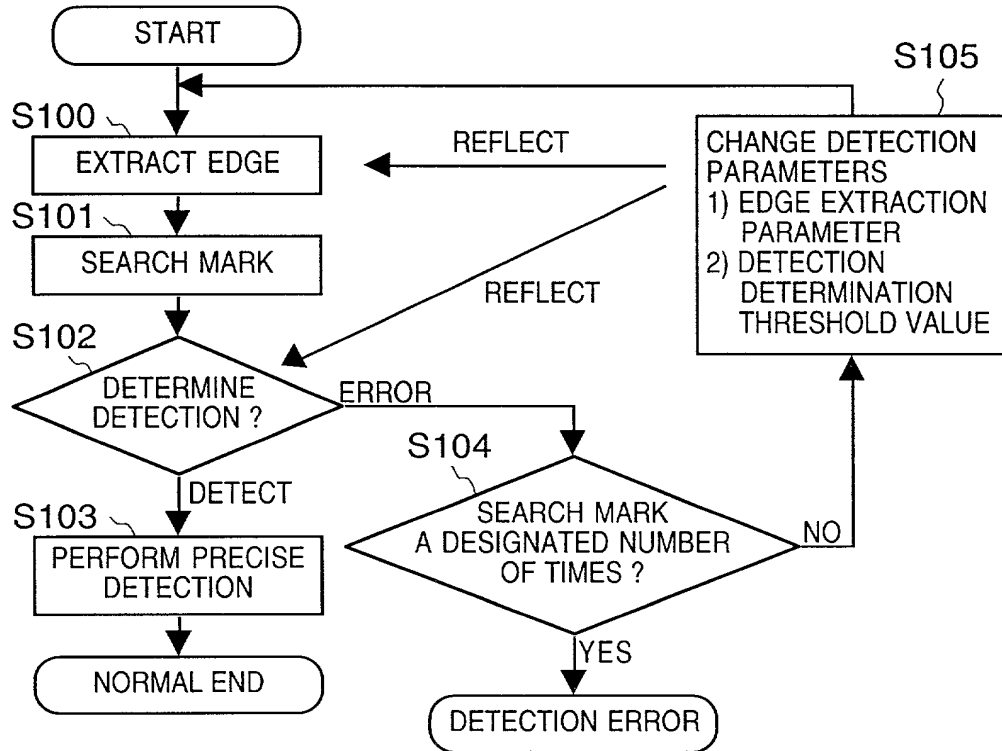 START
S100
EXTRACT EDGE
S101
SEARCH MARK
S102
DETERMINE
DETECTION ?
ERROR
DETECT
S103
PERFORM PRECISE
DETECTION
NORMAL END
S104
SEARCH MARK
A DESIGNATED NUMBER
OF TIMES ?
NO
YES
DETECTION ERROR
S105
CHANGE DETECTION
PARAMETERS
1) EDGE EXTRACTION
PARAMETER
2) DETECTION
DETERMINATION
THRESHOLD VALUE
REFLECT
REFLECT